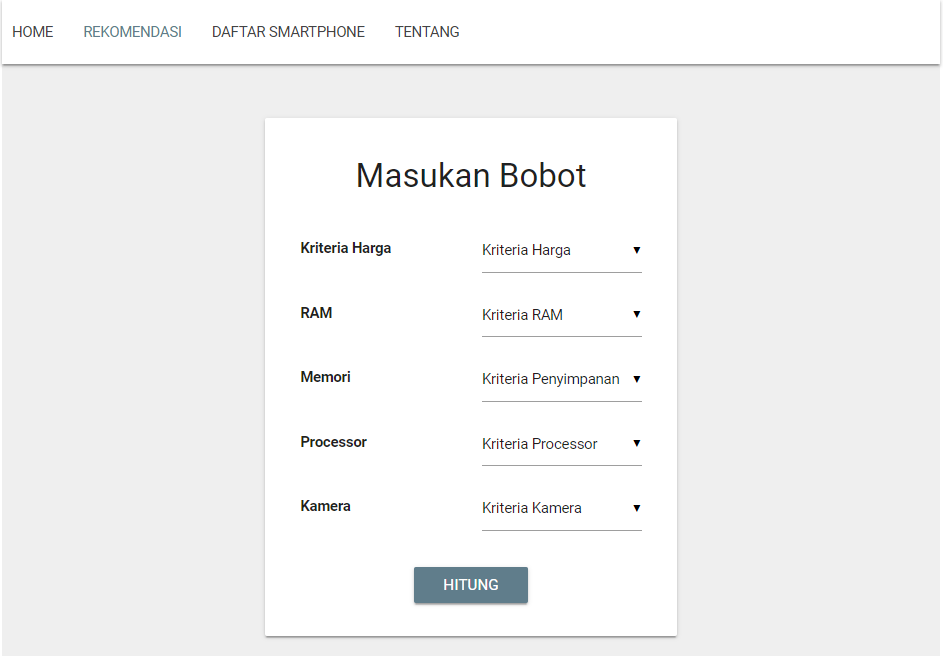 HOME REKOMENDASI DAFTAR SMARTPHONE TENTANG
Masukan Bobot
Kriteria Harga Kriteria Harga ▼
RAM Kriteria RAM ▼
Memori Kriteria Penyimpanan ▼
Processor Kriteria Processor ▼
Kamera Kriteria Kamera ▼
HITUNG